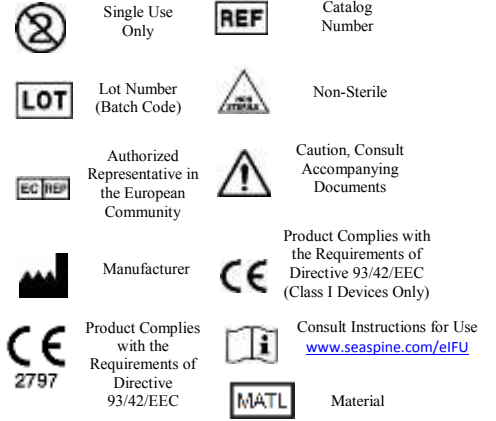 Single Use
Only
REF
Catalog
Number
LOT
Lot Number
(Batch Code)
NON
STERILE
Non-Sterile
EC REP
Authorized
Representative in
the European
Community
Caution, Consult
Accompanying
Documents
Manufacturer
CE
Product Complies with
the Requirements of
Directive 93/42/EEC
(Class I Devices Only)
CE
2797
Product Complies
with the
Requirements of
Directive
93/42/EEC
i
Consult Instructions for Use
www.seaspine.com/eIFU
MATL
Material